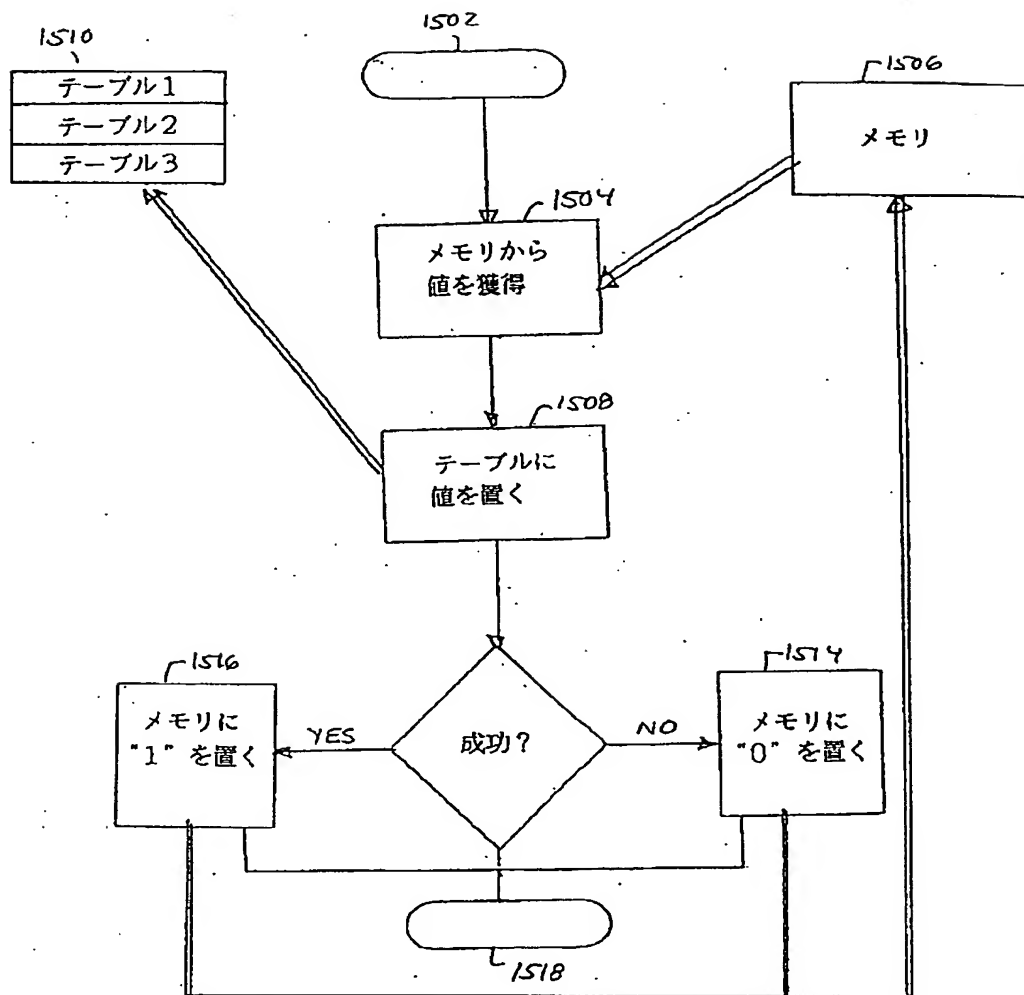 1502
1510
テーブル1
テーブル2
テーブル3
1506
メモリ
1504
メモリから
値を獲得
1508
テーブルに
値を置く
1516
メモリに
"1" を置く
YES
成功?
NO
1514
メモリに
"0" を置く
1518